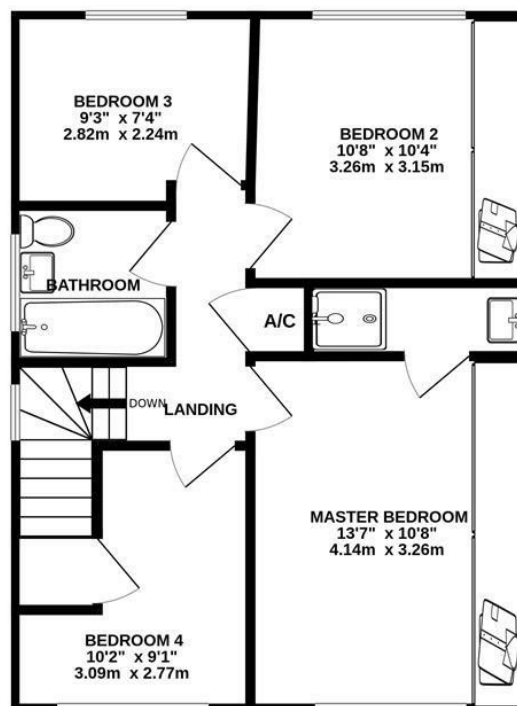 BEDROOM 3
9'3" x 7'4"
2.82m x 2.24m
BEDROOM 2
10'8" x 10'4"
3.26m x 3.15m
BATHROOM
A/C
DOWN
LANDING
MASTER BEDROOM
13'7" x 10'8"
4.14m x 3.26m
BEDROOM 4
10'2" x 9'1"
3.09m x 2.77m